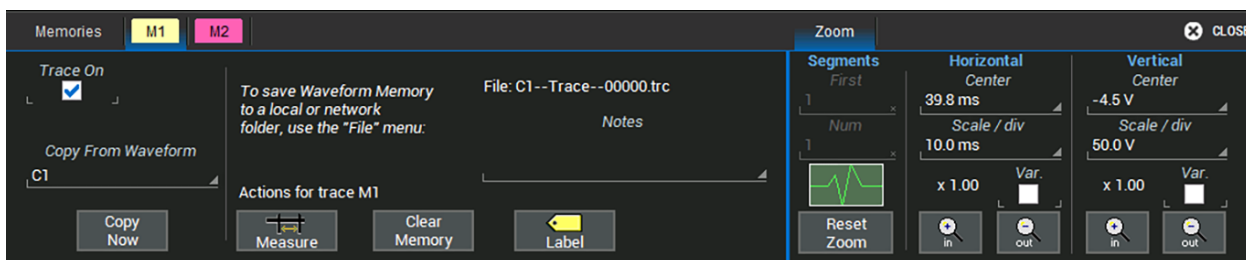 Memories
M1
M2
Trace On
Copy From Waveform
C1
Copy
Now
To save Waveform Memory
to a local or network
folder, use the "File" menu:
File: C1--Trace--00000.trc
Notes
Actions for trace M1
Measure
Clear
Memory
Label
Zoom
CLOSE
Segments
First
1
Num
1
Reset
Zoom
Horizontal
Center
39.8 ms
Scale / div
10.0 ms
x 1.00
Var.
in
out
Vertical
Center
-4.5 V
Scale / div
50.0 V
x 1.00
Var.
in
out